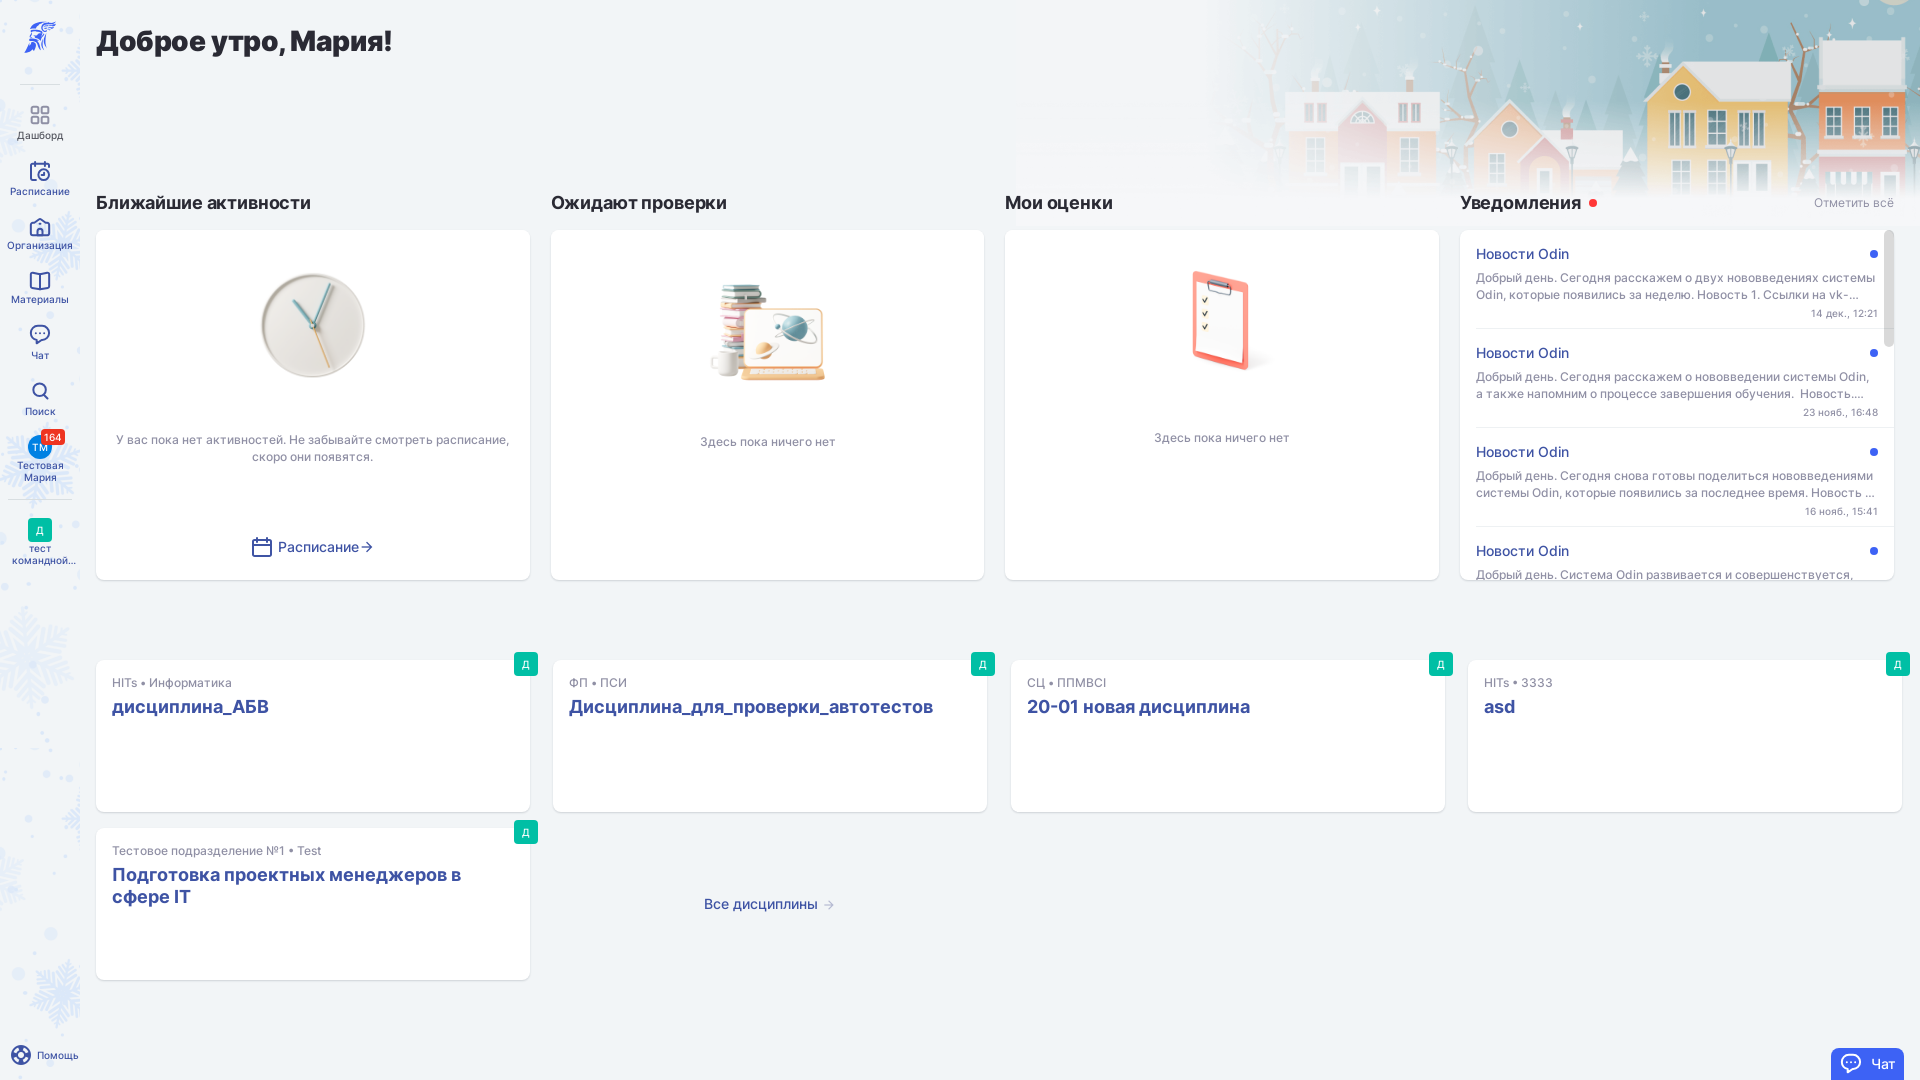 Доброе утро, Мария!
Дашборд
Расписание
Организация
Материалы
Чат
Поиск
164
ТМ
Тестовая
Мария
Д
тест
командной...
Помощь
Ближайшие активности
У вас пока нет активностей. Не забывайте смотреть расписание,
скоро они появятся.
Расписание
Ожидают проверки
Здесь пока ничего нет
Мои оценки
Здесь пока ничего нет
Уведомления
Отметить всё
Новости Odin
Добрый день. Сегодня расскажем о двух нововведениях системы
Odin, которые появились за неделю. Новость 1. Ссылки на vk-...
14 дек., 12:21
Новости Odin
Добрый день. Сегодня расскажем о нововведении системы Odin,
а также напомним о процессе завершения обучения. Новость....
23 нояб., 16:48
Новости Odin
Добрый день. Сегодня снова готовы поделиться нововведениями
системы Odin, которые появились за последнее время. Новость ...
16 нояб., 15:41
Новости Odin
Добрый день. Система Odin развивается и совершенствуется,
Д
HITs • Информатика
дисциплина_АБВ
Д
ФП • ПСИ
Дисциплина_для_проверки_автотестов
Д
СЦ • ППМВСІ
20-01 новая дисциплина
Д
HITs • 3333
asd
Д
Тестовое подразделение №1 • Test
Подготовка проектных менеджеров в
сфере IT
Все дисциплины
Чат